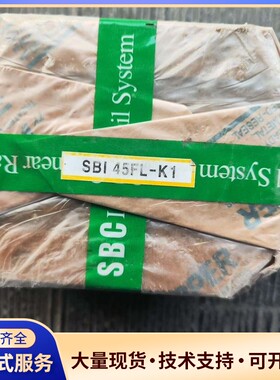 il System
near Ra
SBI 45FL-K1
SBC
l System
齐全
式服务
大量现货·技术支持·可开